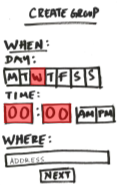 CREATE GROUP
WHEN:
DAY:
M T W T F S S
TIME:
00 : 00 AM PM
WHERE:
ADDRESS
NEXT